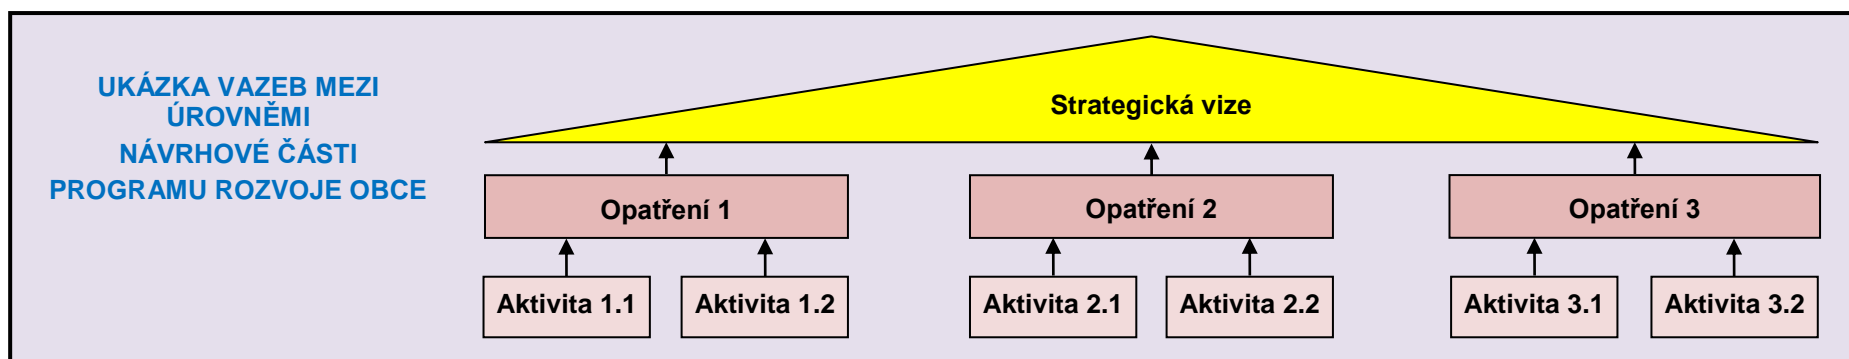 UKÁZKA VAZEB MEZI
ÚROVNĚMI
NÁVRHOVÉ ČÁSTI
PROGRAMU ROZVOJE OBCE
Strategická vize
Opatření 1
Opatření 2
Opatření 3
Aktivita 1.1
Aktivita 1.2
Aktivita 2.1
Aktivita 2.2
Aktivita 3.1
Aktivita 3.2